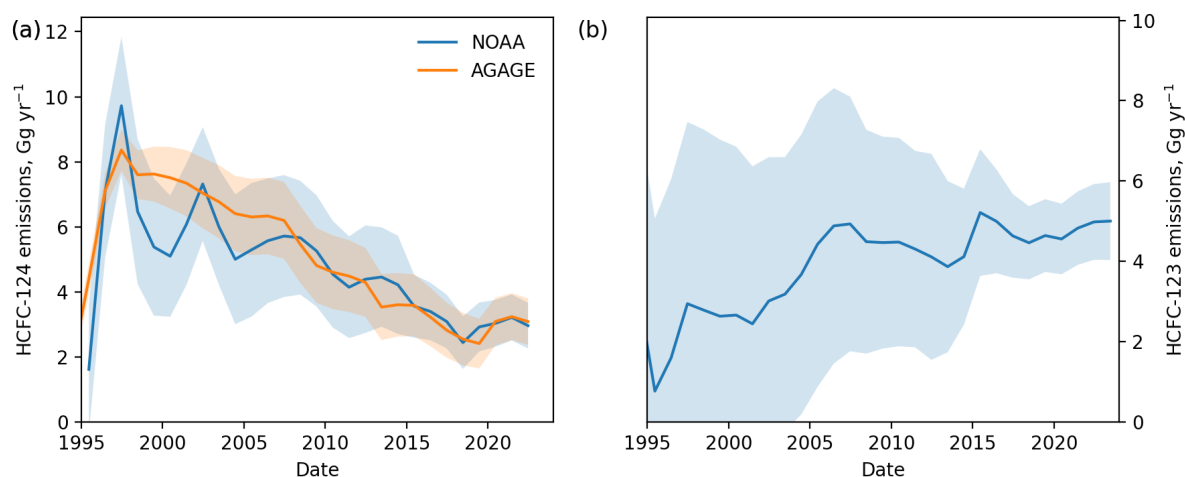 (a)
HCFC-124 emissions, Gg yr⁻¹
12
10
8
6
4
2
0
1995 2000 2005 2010 2015 2020
Date
NOAA
AGAGE
(b)
10
8
6
4
2
0
HCFC-123 emissions, Gg yr⁻¹
1995 2000 2005 2010 2015 2020
Date